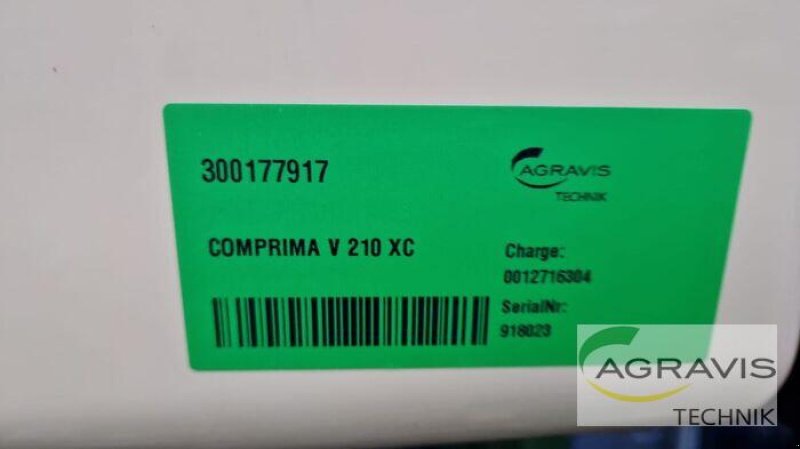 300177917
AGRAVIS
TECHNIK
COMPRIMA V 210 XC
Charge:
0012716304
SerialNr:
918023
AGRAVIS
TECHNIK